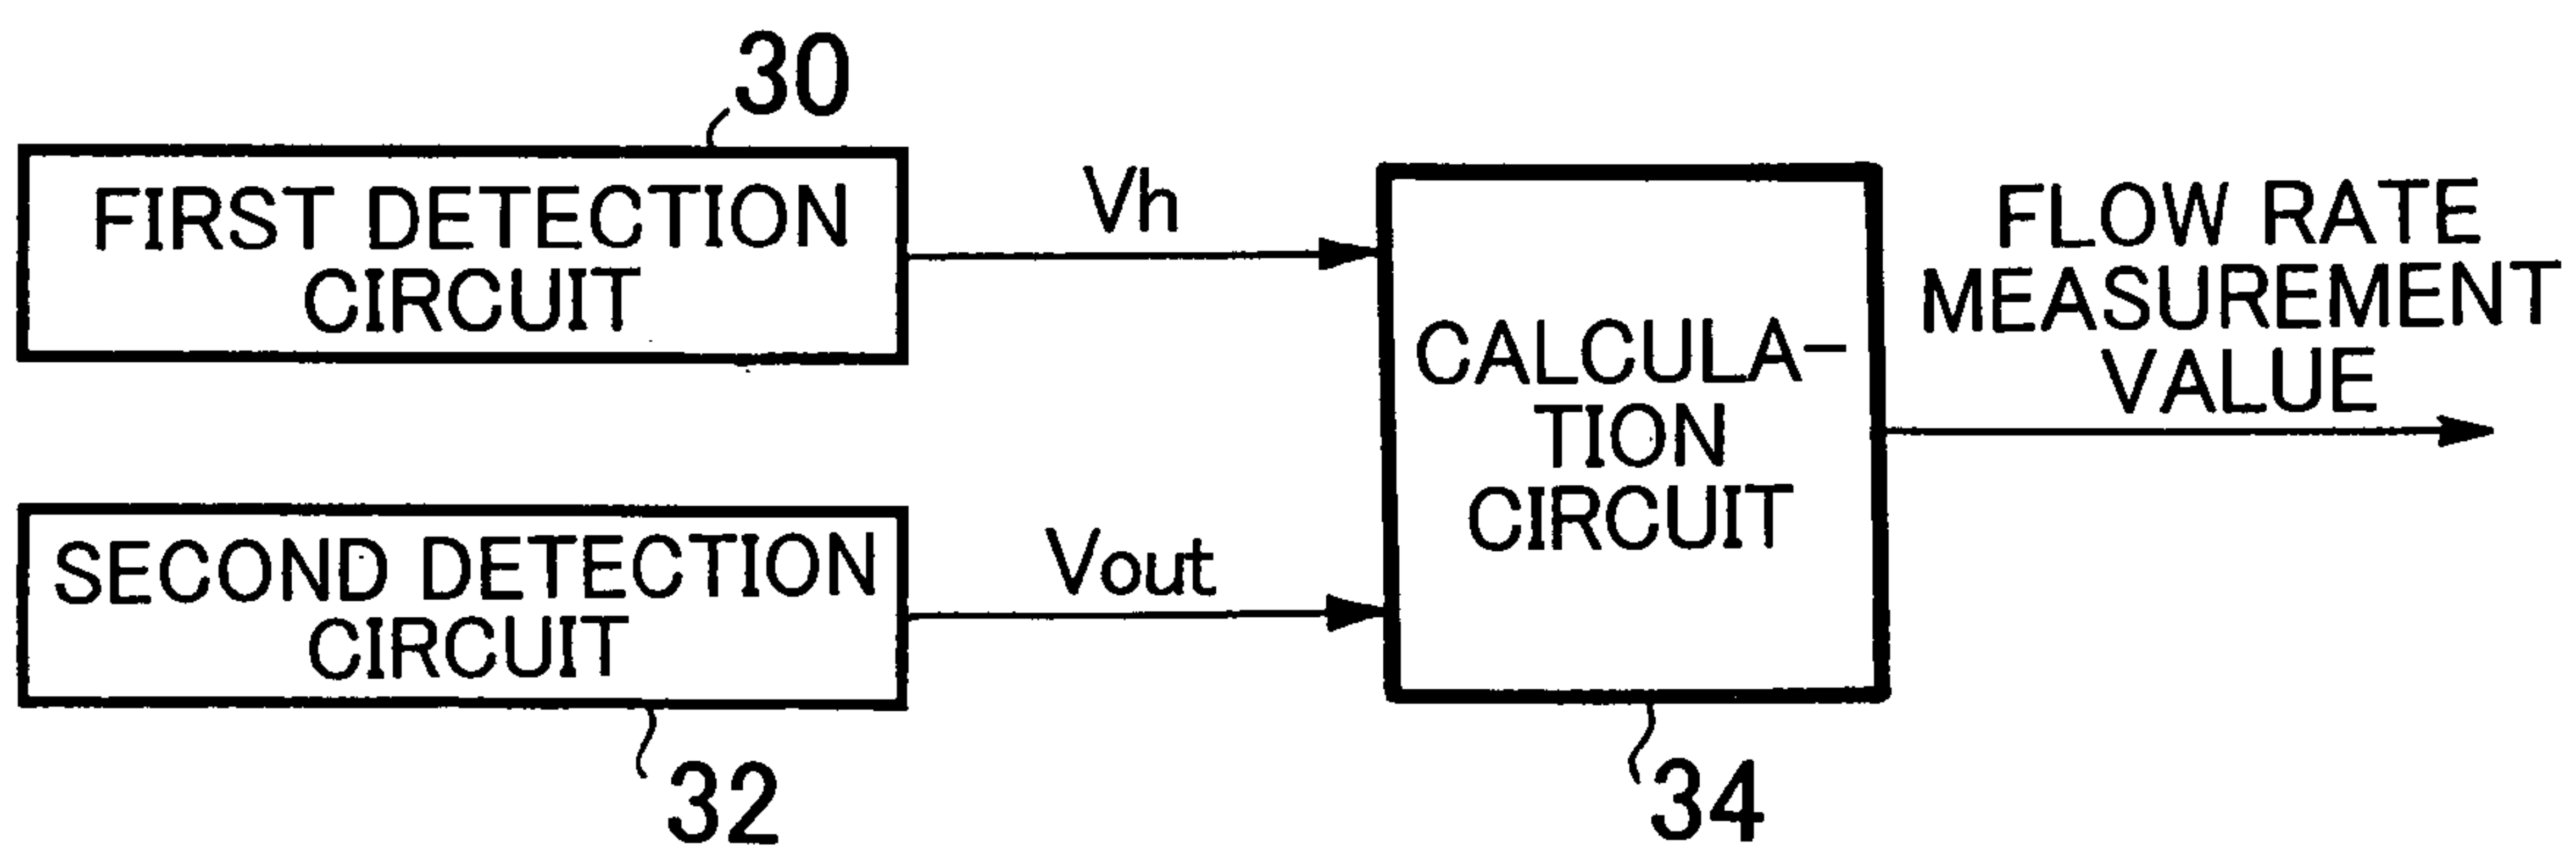 30
FIRST DETECTION
CIRCUIT
Vh
SECOND DETECTION
CIRCUIT
32
Vout
CALCULA-
TION
CIRCUIT
34
FLOW RATE
MEASUREMENT
VALUE